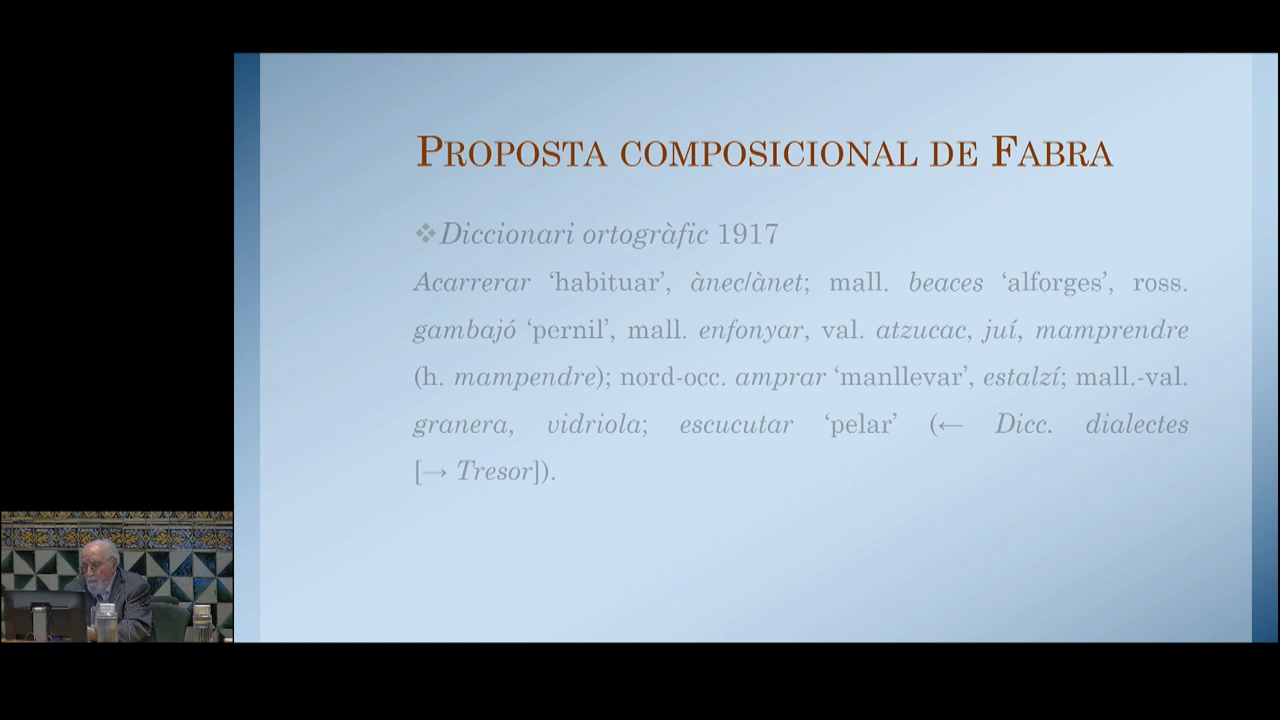 PROPOSTA COMPOSICIONAL DE FABRA
❖Diccionari ortogràfic 1917
Acarrerar ‘habituar’, ànec/ànet; mall. beaces ‘alforges’, ross.
gambajó ‘pernil’, mall. enfonyar, val. atzucac, juí, mamprendre
(h. mampendre); nord-occ. amprar ‘manllevar’, estalzí; mall.-val.
granera, vidriola; escucutar ‘pelar’ (← Dicc. dialectes
[→ Tresor]).